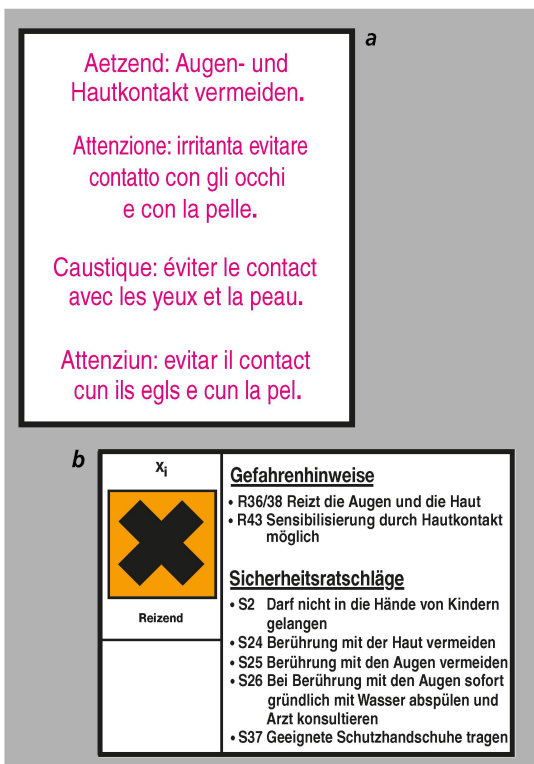 a
Aetzend: Augen- und
Hautkontakt vermeiden.
Attenzione: irritanta evitare
contatto con gli occhi
e con la pelle.
Caustique: éviter le contact
avec les yeux et la peau.
Attenziun: evitar il contact
cun ils egls e cun la pel.
b
Xi
Reizend
Gefahrenhinweise
• R36/38 Reizt die Augen und die Haut
• R43 Sensibilisierung durch Hautkontakt
möglich
Sicherheitsratschläge
• S2 Darf nicht in die Hände von Kindern
gelangen
• S24 Berührung mit der Haut vermeiden
• S25 Berührung mit den Augen vermeiden
• S26 Bei Berührung mit den Augen sofort
gründlich mit Wasser abspülen und
Arzt konsultieren
• S37 Geeignete Schutzhandschuhe tragen